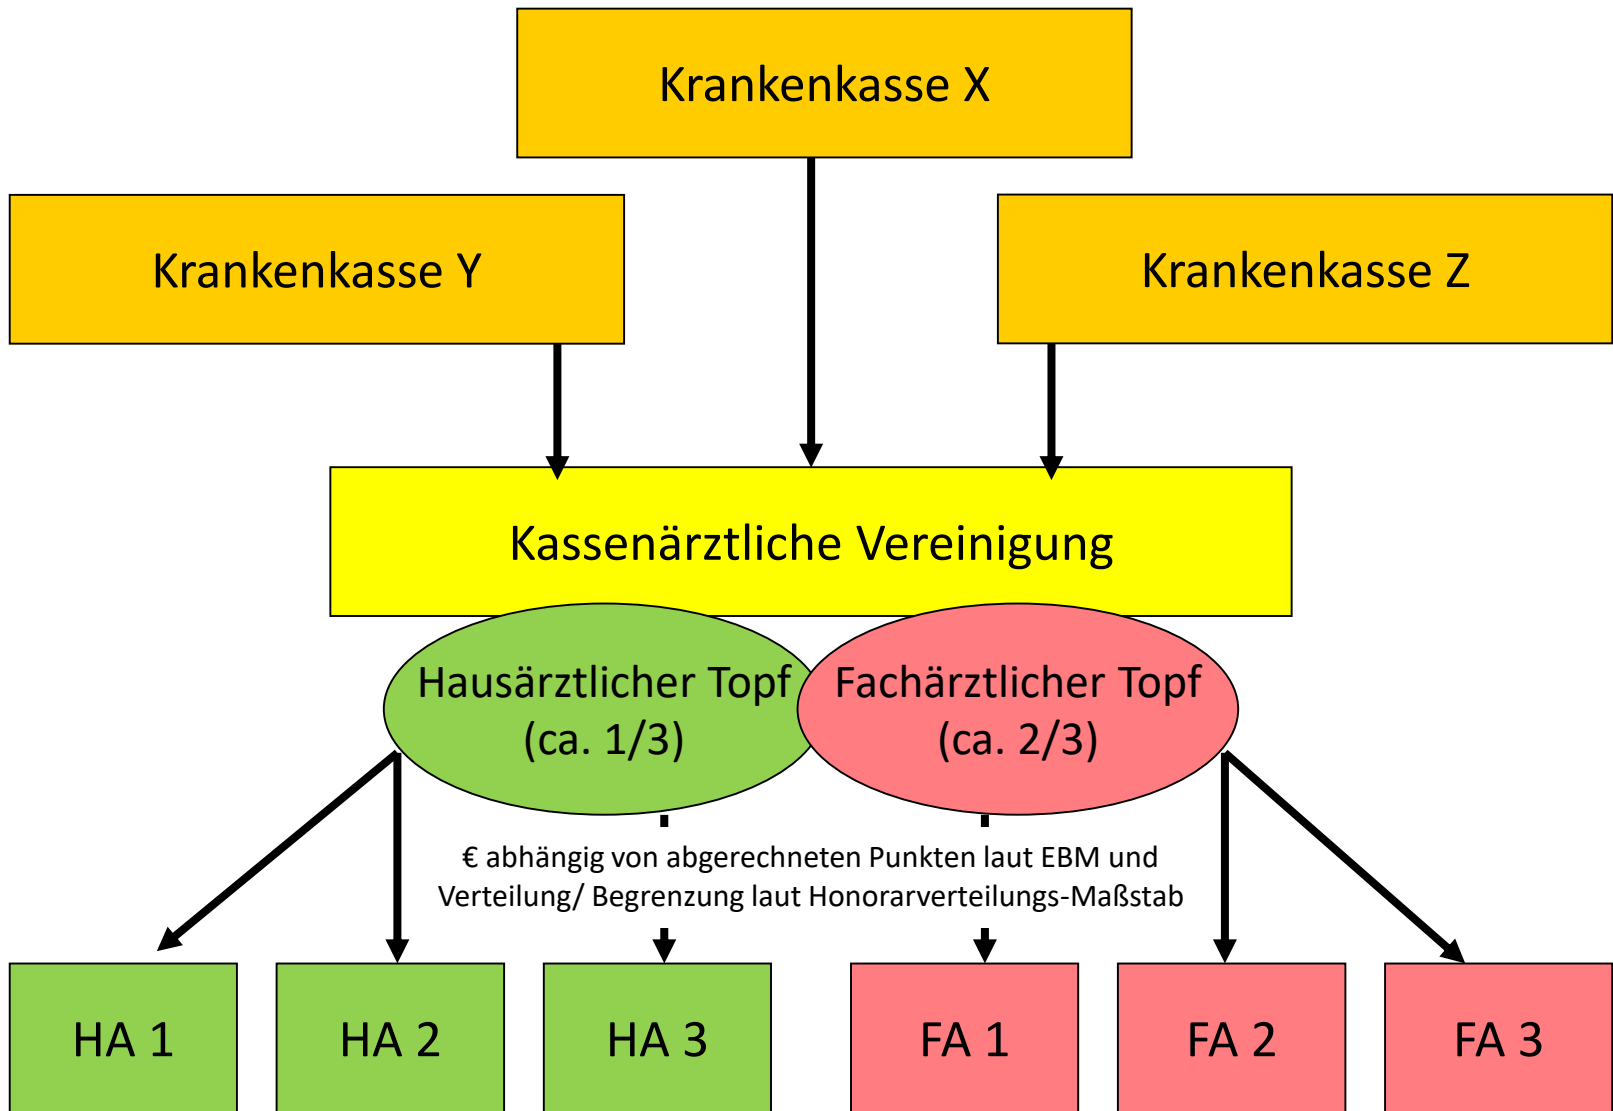 Krankenkasse X
Krankenkasse Y
Krankenkasse Z
Kassenärztliche Vereinigung
Hausärztlicher Topf
(ca. 1/3)
Fachärztlicher Topf
(ca. 2/3)
€ abhängig von abgerechneten Punkten laut EBM und
Verteilung/ Begrenzung laut Honorarverteilungs-Maßstab
HA 1
HA 2
HA 3
FA 1
FA 2
FA 3